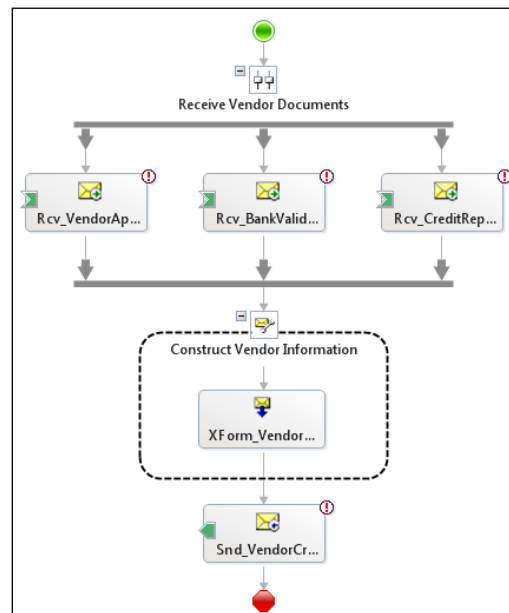 Receive Vendor Documents
Rcv_VendorAp...
Rcv_BankValid...
Rcv_CreditRep...
Construct Vendor Information
XForm_Vendor...
Snd_VendorCr...